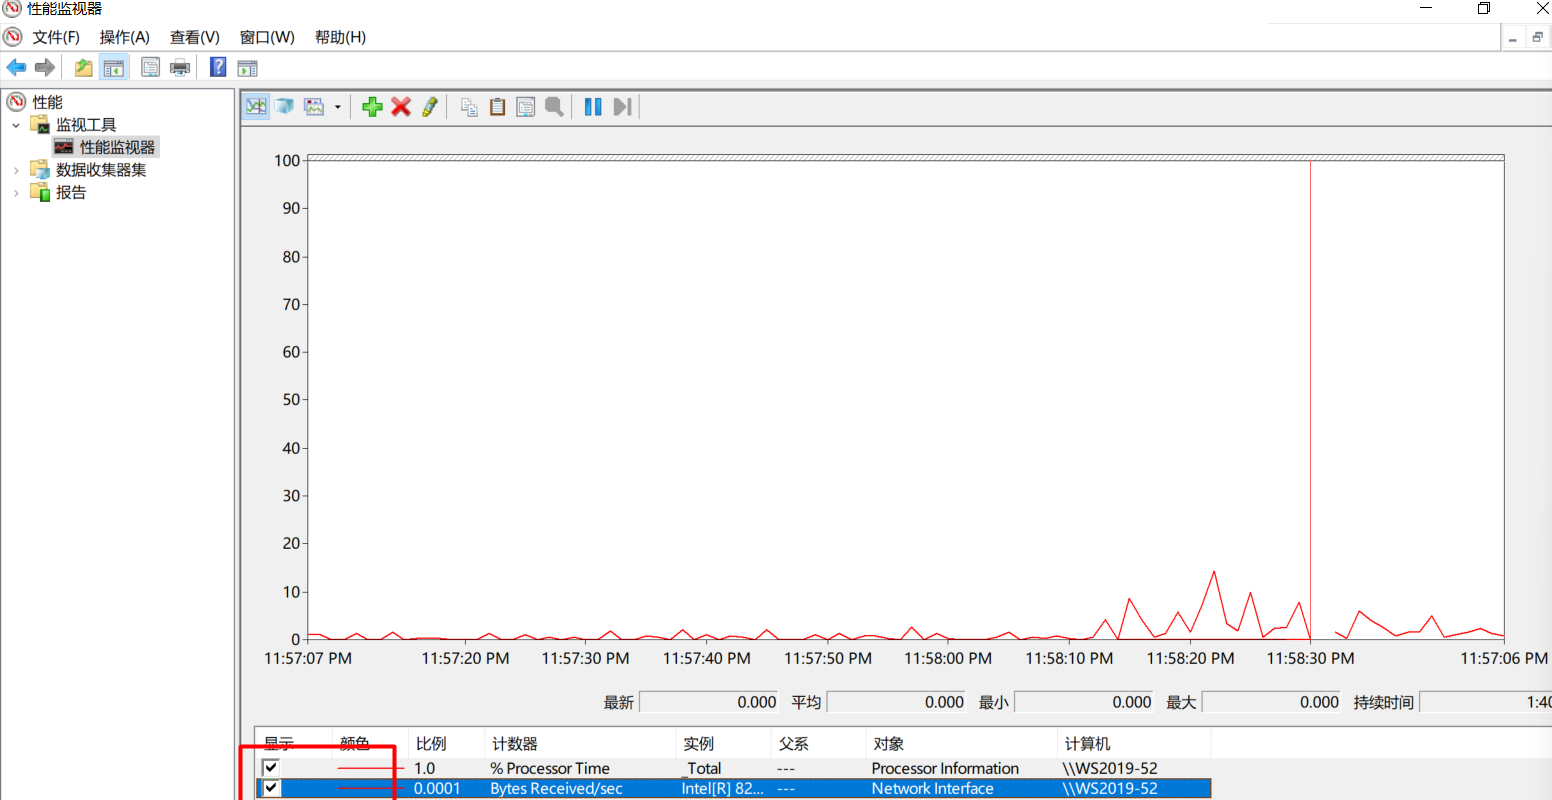 性能监视器
文件(F) 操作(A) 查看(V) 窗口(W) 帮助(H)
性能
监视工具
性能监视器
数据收集器集
报告
100
90
80
70
60
50
40
30
20
10
0
11:57:07 PM 11:57:20 PM 11:57:30 PM 11:57:40 PM 11:57:50 PM 11:58:00 PM 11:58:10 PM 11:58:20 PM 11:58:30 PM 11:57:06 PM
最新 0.000 平均 0.000 最小 0.000 最大 0.000 持续时间 1:40
显示 颜色 比例 计数器 实例 父系 对象 计算机
1.0 % Processor Time _Total --- Processor Information \\WS2019-52
0.0001 Bytes Received/sec Intel[R] 82... --- Network Interface \\WS2019-52